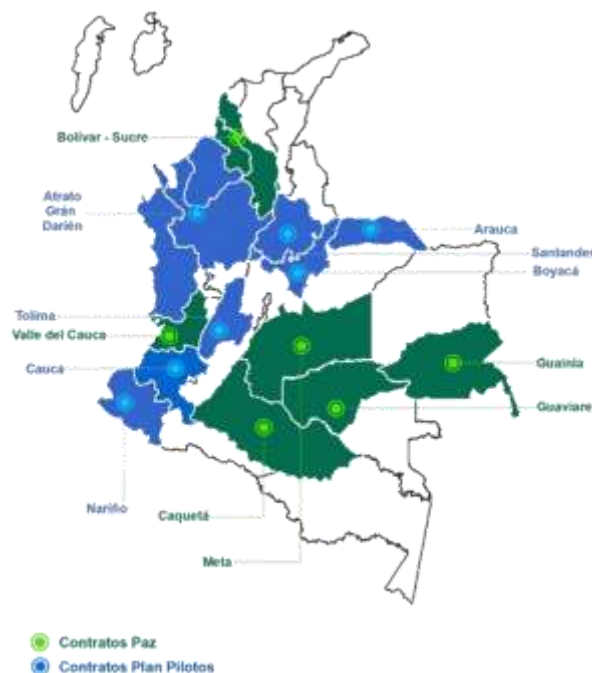 Bolívar - Sucre
Atrato
Grán
Darién
Arauca
Santander
Boyacá
Tolima
Valle del Cauca
Cauca
Guainía
Guaviare
Nariño
Caquetá
Meta
Contratos Paz
Contratos Plan Pilotos